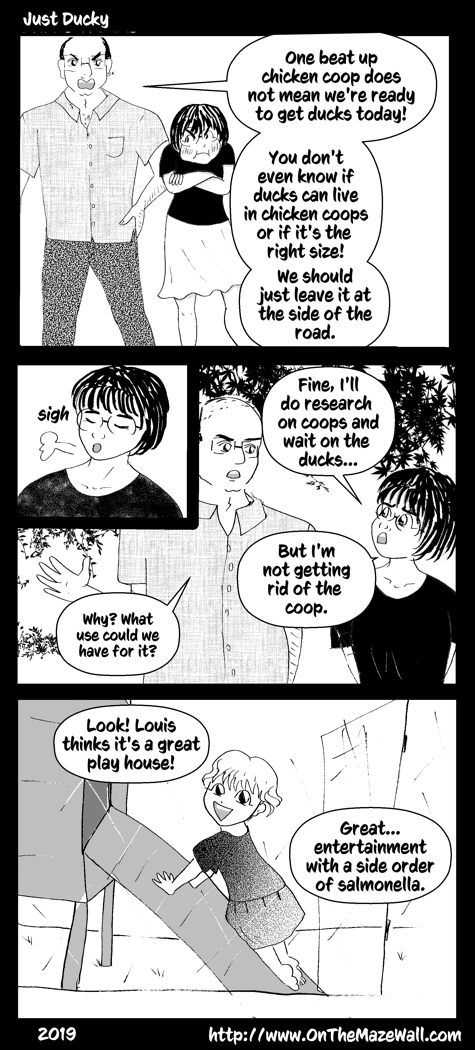 Just Ducky
One beat up
chicken coop does
not mean we're ready
to get ducks today!
You don't
even know if
ducks can live
in chicken coops
or if it's the
right size!
We should
just leave it at
the side of the
road.
sigh
Fine, I'll
do research
on coops and
wait on the
ducks...
But I'm
not getting
rid of the
coop.
Why? What
use could we
have for it?
Look! Louis
thinks it's a great
play house!
Great...
entertainment
with a side order
of salmonella.
2019
http://www.OnTheMazeWall.com